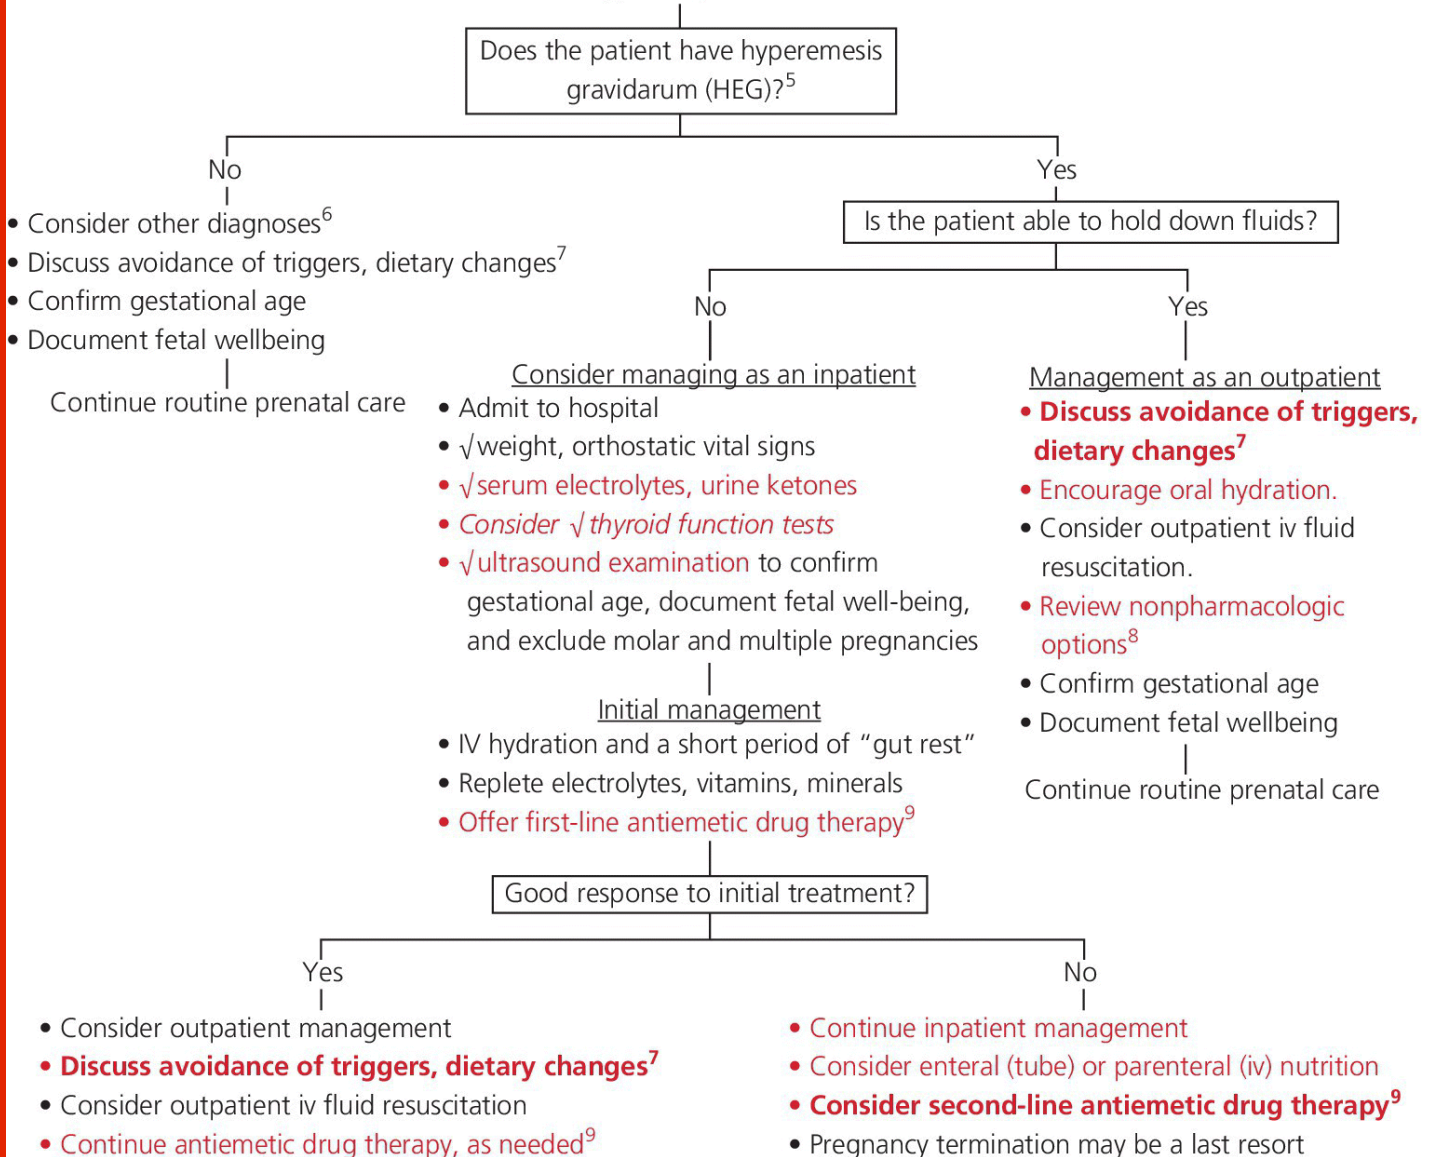 Does the patient have hyperemesis
gravidarum (HEG)?5
No
Yes
• Consider other diagnoses6
• Discuss avoidance of triggers, dietary changes7
• Confirm gestational age
• Document fetal wellbeing
Continue routine prenatal care
Is the patient able to hold down fluids?
No
Yes
Consider managing as an inpatient
• Admit to hospital
• √weight, orthostatic vital signs
• √serum electrolytes, urine ketones
• Consider √thyroid function tests
• √ultrasound examination to confirm
gestational age, document fetal well-being,
and exclude molar and multiple pregnancies
Initial management
• IV hydration and a short period of “gut rest”
• Replete electrolytes, vitamins, minerals
• Offer first-line antiemetic drug therapy9
Management as an outpatient
• Discuss avoidance of triggers,
dietary changes7
• Encourage oral hydration.
• Consider outpatient iv fluid
resuscitation.
• Review nonpharmacologic
options8
• Confirm gestational age
• Document fetal wellbeing
Continue routine prenatal care
Good response to initial treatment?
Yes
No
• Consider outpatient management
• Discuss avoidance of triggers, dietary changes7
• Consider outpatient iv fluid resuscitation
• Continue antiemetic drug therapy, as needed9
• Continue inpatient management
• Consider enteral (tube) or parenteral (iv) nutrition
• Consider second-line antiemetic drug therapy9
• Pregnancy termination may be a last resort